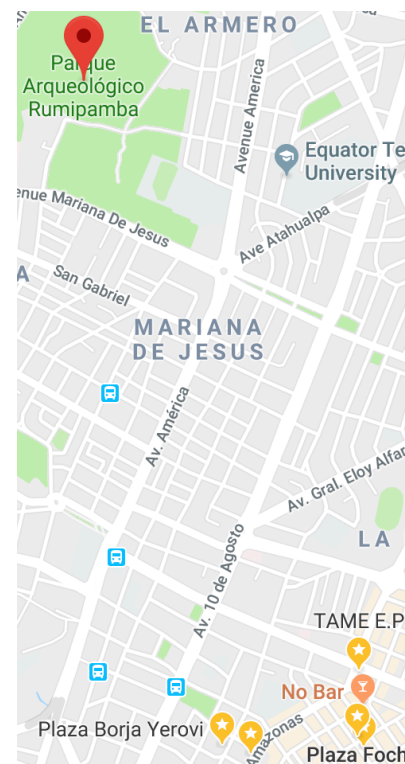 EL ARMERO
Parque
Arqueológico
Rumipamba
Avenue America
Equator Te
University
enue Mariana De Jesus
Ave Atahualpa
A
San Gabriel
MARIANA
DE JESUS
Av. América
Av. Gral. Eloy Alfar
LA
Av. 10 de Agosto
TAME E.P
No Bar
Plaza Borja Yerovi
Amazonas
Plaza Foch